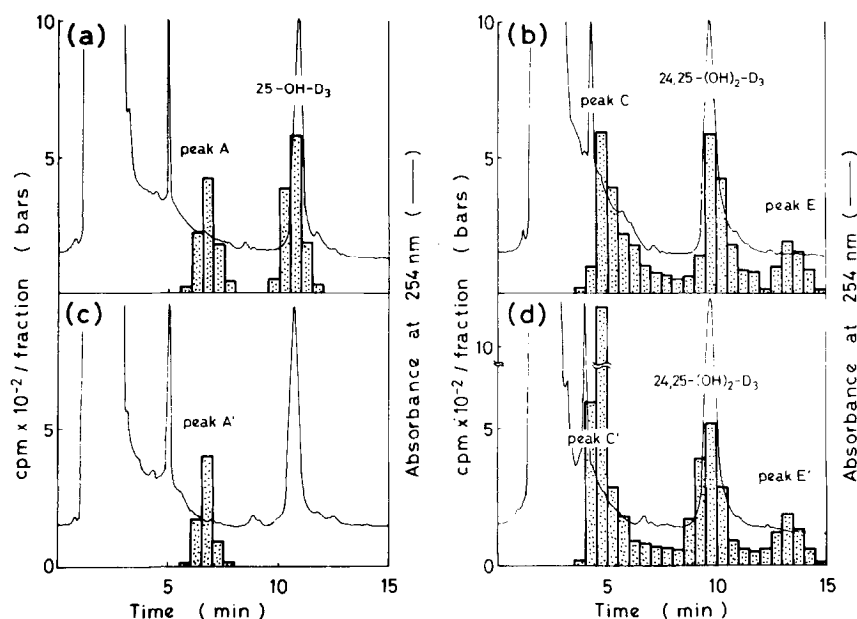 (a)
10
5
0
25-OH-D₃
peak A
cpm x 10⁻² / fraction ( bars )
Absorbance at 254 nm (——)
(b)
10
5
24,25-(OH)₂-D₃
peak C
peak E
cpm x 10⁻² / fraction ( bars )
Absorbance at 254 nm (——)
(c)
5
0
peak A'
5
10
Time ( min )
(d)
10
5
0
24,25-(OH)₂-D₃
peak C'
peak E'
5
10
15
Time ( min )